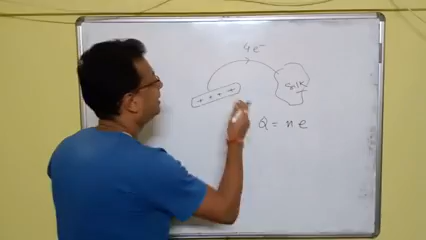 4e⁻
+ + + +
Silk
Q = ne